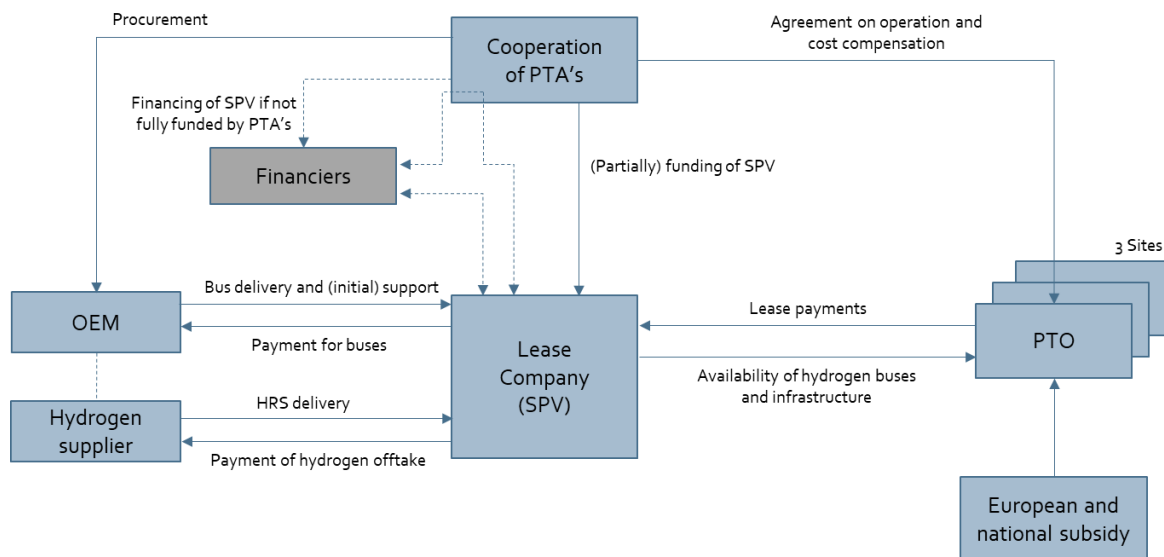 Procurement
Agreement on operation and
cost compensation
Cooperation
of PTA's
Financing of SPV if not
fully funded by PTA's
Financiers
(Partially) funding of SPV
3 Sites
Bus delivery and (initial) support
OEM
Payment for buses
Lease
Company
(SPV)
Lease payments
PTO
Availability of hydrogen buses
and infrastructure
Hydrogen
supplier
HRS delivery
Payment of hydrogen offtake
European and
national subsidy